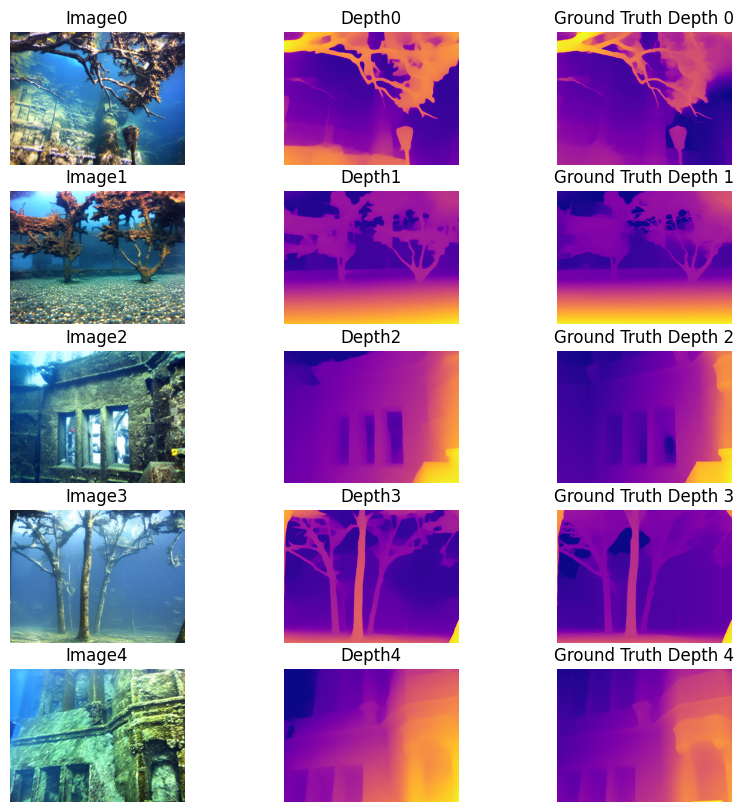 Image0 Depth0 Ground Truth Depth 0
Image1 Depth1 Ground Truth Depth 1
Image2 Depth2 Ground Truth Depth 2
Image3 Depth3 Ground Truth Depth 3
Image4 Depth4 Ground Truth Depth 4